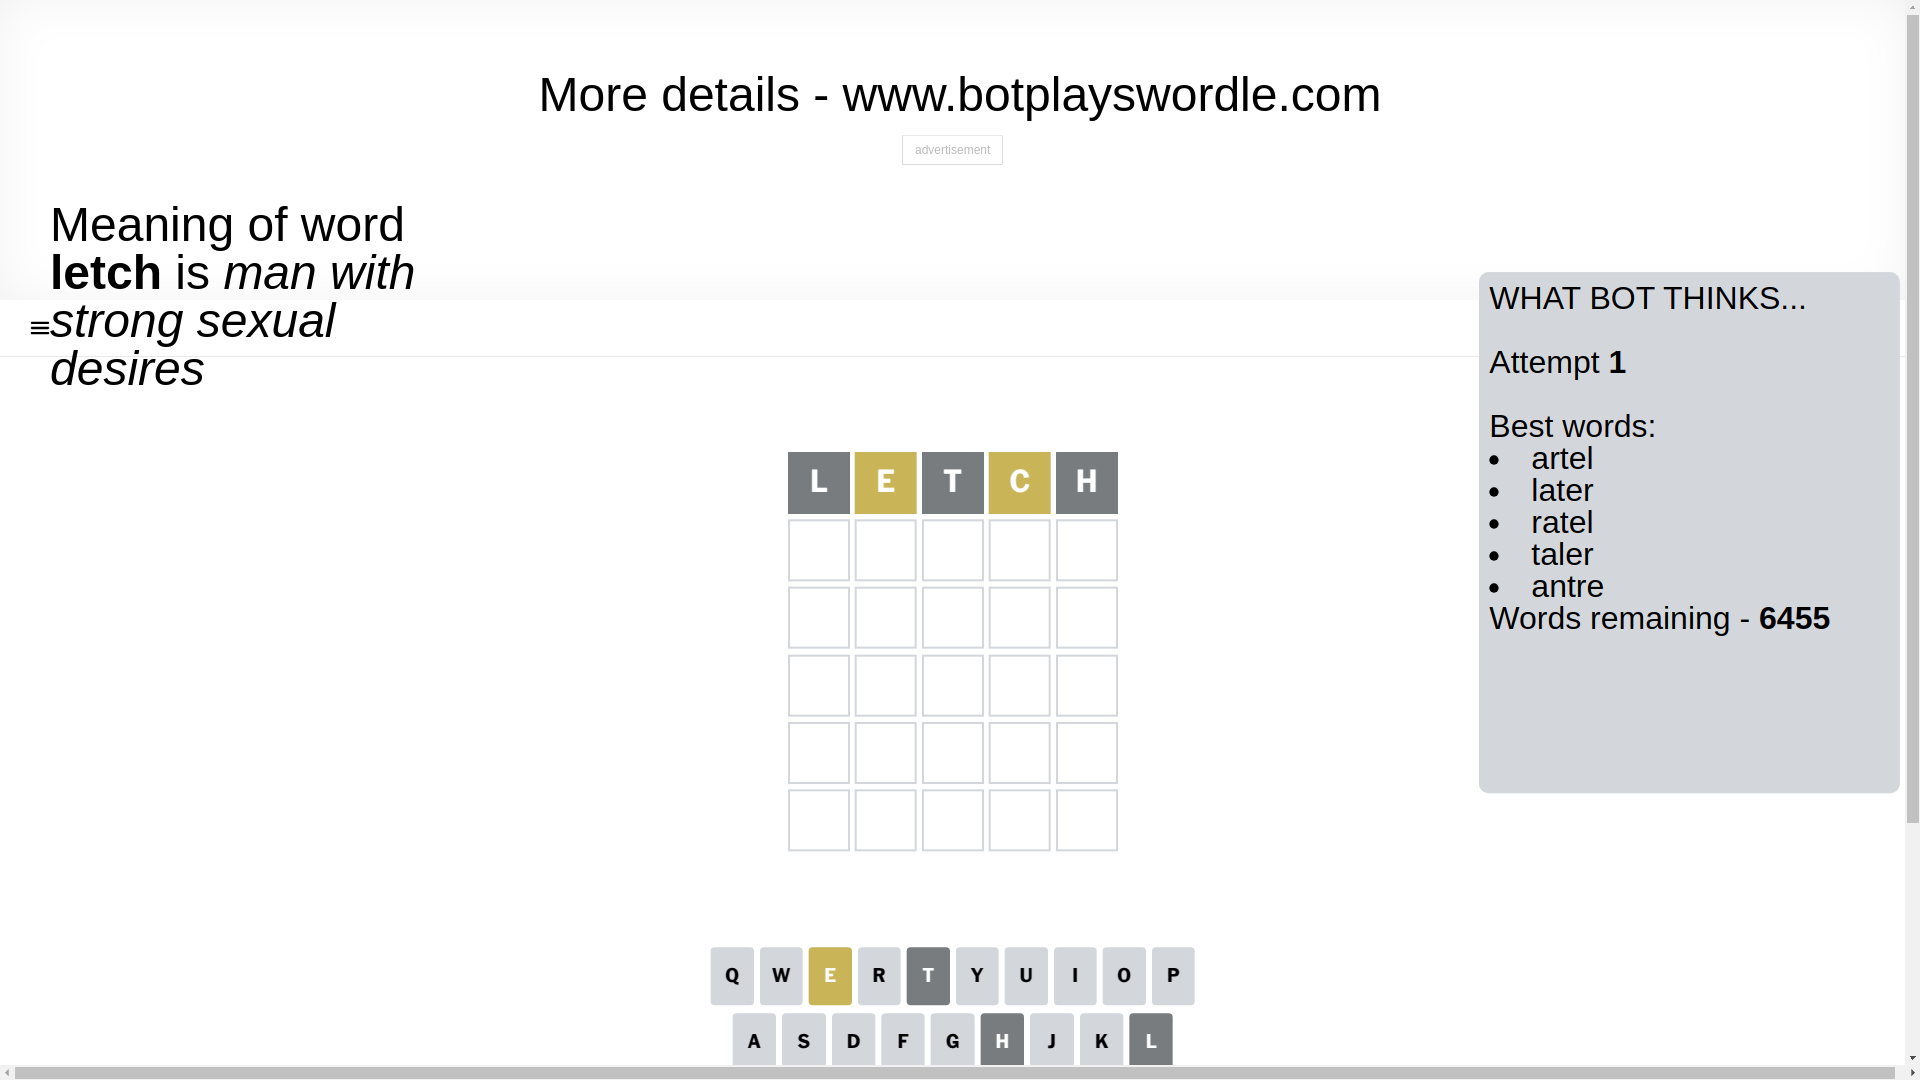 More details - www.botplayswordle.com
advertisement
Meaning of word
letch is man with
strong sexual
desires
WHAT BOT THINKS...
Attempt 1
Best words:
• artel
• later
• ratel
• taler
• antre
Words remaining - 6455
L E T C H
Q W E R T Y U I O P
A S D F G H J K L